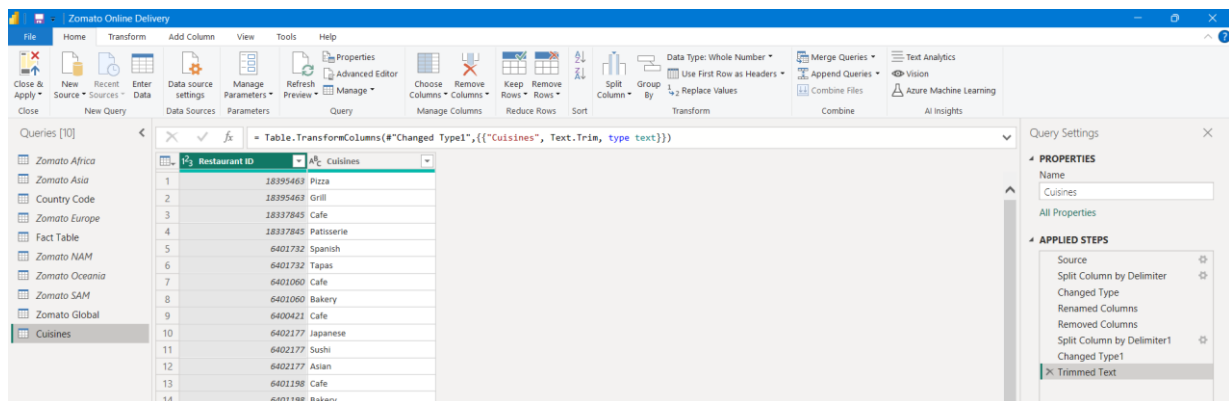 Zomato Online Delivery
File Home Transform Add Column View Tools Help
Close & Apply
New Source
Recent Sources
Enter Data
Data source settings
Manage Parameters
Refresh Preview
Properties
Advanced Editor
Manage
Choose Columns
Remove Columns
Keep Rows
Remove Rows
Split Column
Group By
Data Type: Whole Number
Use First Row as Headers
Replace Values
Merge Queries
Append Queries
Combine Files
Text Analytics
Vision
Azure Machine Learning
Close New Query Data Sources Parameters Query Manage Columns Reduce Rows Sort Transform Combine AI Insights
Queries [10]
Zomato Africa
Zomato Asia
Country Code
Zomato Europe
Fact Table
Zomato NAM
Zomato Oceania
Zomato SAM
Zomato Global
Cuisines
fx = Table.TransformColumns(#"Changed Type1",{{"Cuisines", Text.Trim, type text}})
123 Restaurant ID ABC Cuisines
1 18395463 Pizza
2 18395463 Grill
3 18337845 Cafe
4 18337845 Patisserie
5 6401732 Spanish
6 6401732 Tapas
7 6401060 Cafe
8 6401060 Bakery
9 6400421 Cafe
10 6402177 Japanese
11 6402177 Sushi
12 6402177 Asian
13 6401198 Cafe
14 6401198 Bakery
Query Settings
PROPERTIES
Name
Cuisines
All Properties
APPLIED STEPS
Source
Split Column by Delimiter
Changed Type
Renamed Columns
Removed Columns
Split Column by Delimiter1
Changed Type1
Trimmed Text